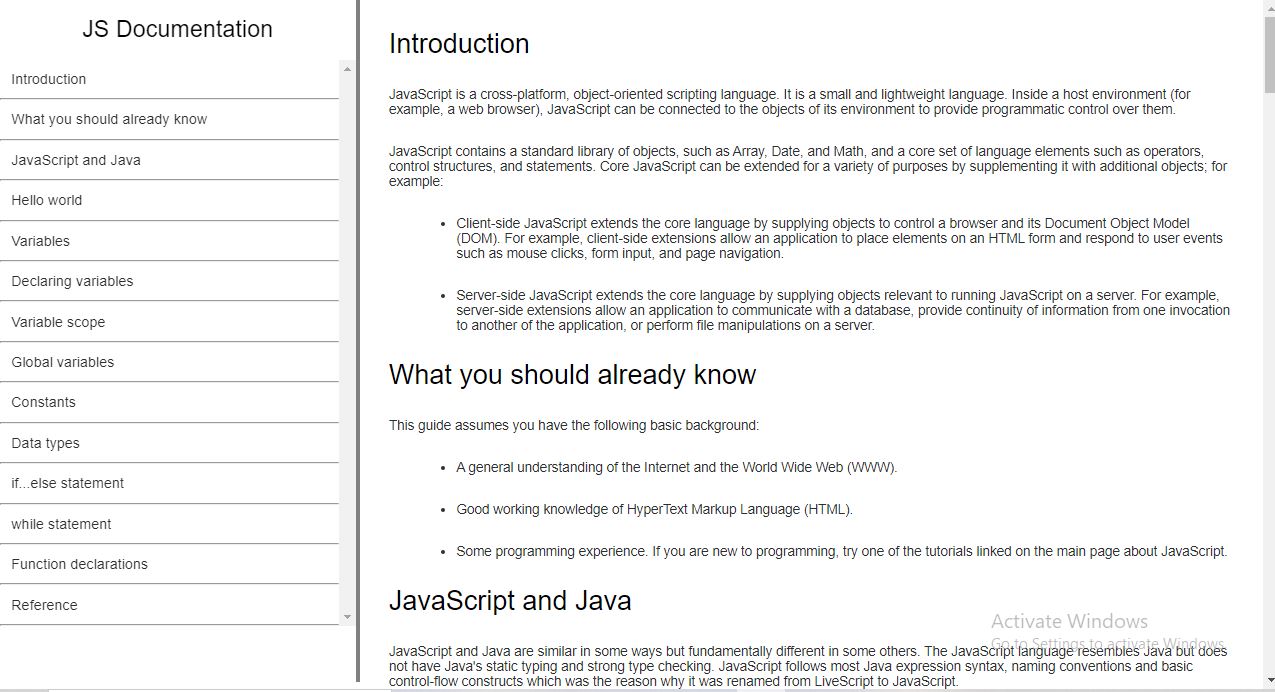 JS Documentation
Introduction
What you should already know
JavaScript and Java
Hello world
Variables
Declaring variables
Variable scope
Global variables
Constants
Data types
if...else statement
while statement
Function declarations
Reference
Introduction
JavaScript is a cross-platform, object-oriented scripting language. It is a small and lightweight language. Inside a host environment (for
example, a web browser), JavaScript can be connected to the objects of its environment to provide programmatic control over them.
JavaScript contains a standard library of objects, such as Array, Date, and Math, and a core set of language elements such as operators,
control structures, and statements. Core JavaScript can be extended for a variety of purposes by supplementing it with additional objects; for
example:
• Client-side JavaScript extends the core language by supplying objects to control a browser and its Document Object Model
(DOM). For example, client-side extensions allow an application to place elements on an HTML form and respond to user events
such as mouse clicks, form input, and page navigation.
• Server-side JavaScript extends the core language by supplying objects relevant to running JavaScript on a server. For example,
server-side extensions allow an application to communicate with a database, provide continuity of information from one invocation
to another of the application, or perform file manipulations on a server.
What you should already know
This guide assumes you have the following basic background:
• A general understanding of the Internet and the World Wide Web (WWW).
• Good working knowledge of HyperText Markup Language (HTML).
• Some programming experience. If you are new to programming, try one of the tutorials linked on the main page about JavaScript.
JavaScript and Java
JavaScript and Java are similar in some ways but fundamentally different in some others. The JavaScript language resembles Java but does
not have Java's static typing and strong type checking. JavaScript follows most Java expression syntax, naming conventions and basic
control-flow constructs which was the reason why it was renamed from LiveScript to JavaScript.
Activate Windows
Go to Settings to activate Windows.